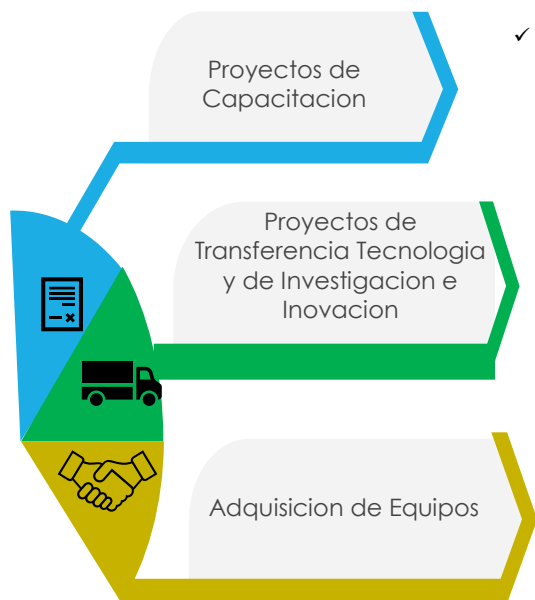 Proyectos de
Capacitacion
✓
Proyectos de
Transferencia Tecnologia
y de Investigacion e
Inovacion
Adquisicion de Equipos